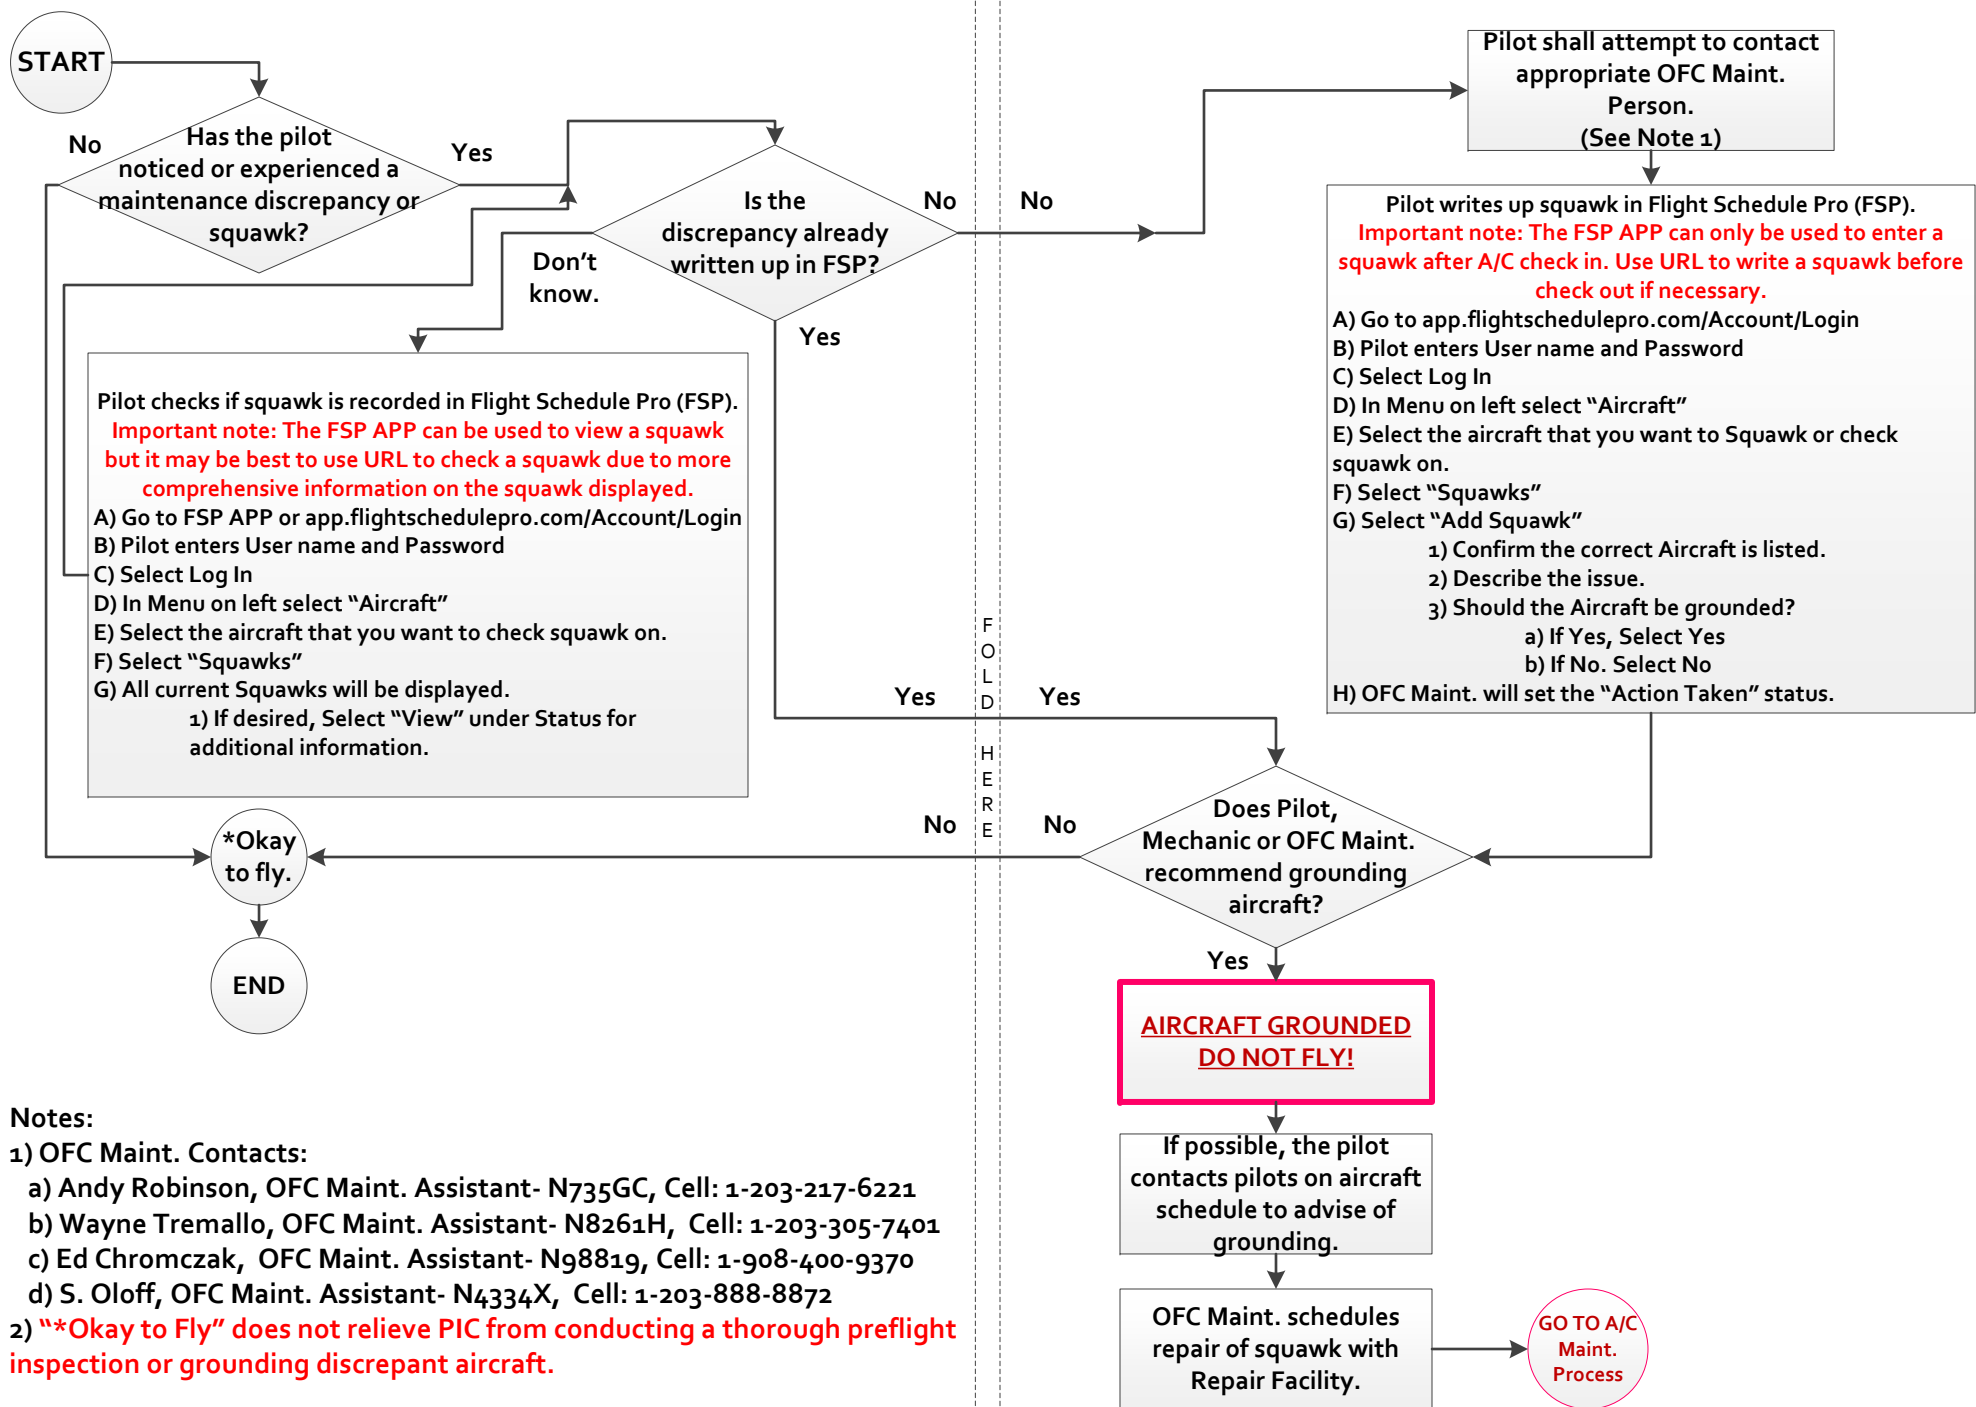 START
Has the pilot
noticed or experienced a
maintenance discrepancy or
squawk?
No
Yes
Is the
discrepancy already
written up in FSP?
Don't
know.
No
No
Yes
Pilot shall attempt to contact
appropriate OFC Maint.
Person.
(See Note 1)
Pilot writes up squawk in Flight Schedule Pro (FSP).
Important note: The FSP APP can only be used to enter a
squawk after A/C check in. Use URL to write a squawk before
check out if necessary.
A) Go to app.flightschedulepro.com/Account/Login
B) Pilot enters User name and Password
C) Select Log In
D) In Menu on left select “Aircraft”
E) Select the aircraft that you want to Squawk or check
squawk on.
F) Select “Squawks”
G) Select “Add Squawk”
1) Confirm the correct Aircraft is listed.
2) Describe the issue.
3) Should the Aircraft be grounded?
a) If Yes, Select Yes
b) If No. Select No
H) OFC Maint. will set the “Action Taken” status.
Pilot checks if squawk is recorded in Flight Schedule Pro (FSP).
Important note: The FSP APP can be used to view a squawk
but it may be best to use URL to check a squawk due to more
comprehensive information on the squawk displayed.
A) Go to FSP APP or app.flightschedulepro.com/Account/Login
B) Pilot enters User name and Password
C) Select Log In
D) In Menu on left select “Aircraft”
E) Select the aircraft that you want to check squawk on.
F) Select “Squawks”
G) All current Squawks will be displayed.
1) If desired, Select “View” under Status for
additional information.
FOLD HERE
Yes
Yes
Does Pilot,
Mechanic or OFC Maint.
recommend grounding
aircraft?
No
No
*Okay
to fly.
END
Yes
AIRCRAFT GROUNDED
DO NOT FLY!
If possible, the pilot
contacts pilots on aircraft
schedule to advise of
grounding.
OFC Maint. schedules
repair of squawk with
Repair Facility.
GO TO A/C
Maint.
Process
Notes:
1) OFC Maint. Contacts:
a) Andy Robinson, OFC Maint. Assistant- N735GC, Cell: 1-203-217-6221
b) Wayne Tremallo, OFC Maint. Assistant- N8261H, Cell: 1-203-305-7401
c) Ed Chromczak, OFC Maint. Assistant- N98819, Cell: 1-908-400-9370
d) S. Oloff, OFC Maint. Assistant- N4334X, Cell: 1-203-888-8872
2) “*Okay to Fly” does not relieve PIC from conducting a thorough preflight
inspection or grounding discrepant aircraft.